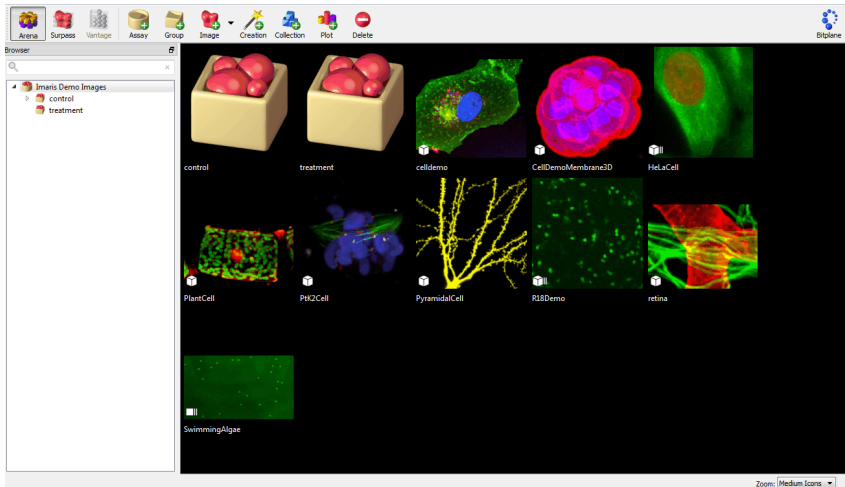 Arena Surpass Vantage Assay Group Image Creation Collection Plot Delete Bitplane
Browser
Imaris Demo Images
control
treatment
control treatment celldemo CellDemoMembrane3D HeLaCell
PlantCell PtK2Cell PyramidalCell R18Demo retina
SwimmingAlgae
Zoom: Medium Icons